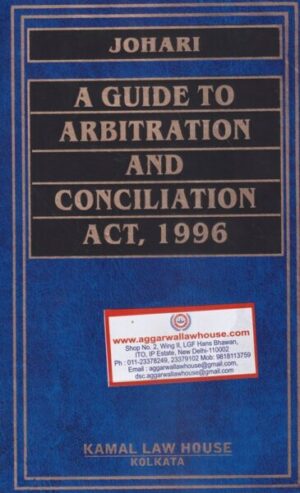 JOHARI
A GUIDE TO
ARBITRATION
AND
CONCILIATION
ACT, 1996
www.aggarwallawhouse.com
Shop No. 2, Wing II, LGF Hans Bhawan,
ITO, IP Estate, New Delhi-110002
Ph : 011-23378249, 23379102 Mob: 9818113759
Email : aggarwallawhouse@gmail.com,
dsc.aggarwallawhouse@gmail.com
KAMAL LAW HOUSE
KOLKATA